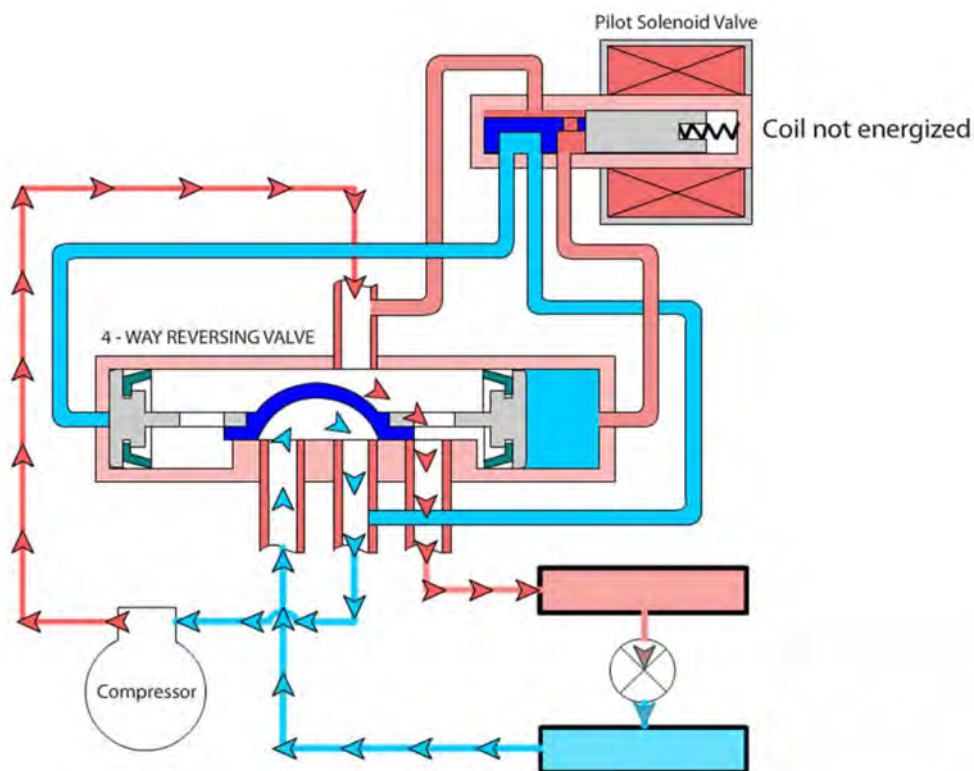 Pilot Solenoid Valve
Coil not energized
4 - WAY REVERSING VALVE
Compressor